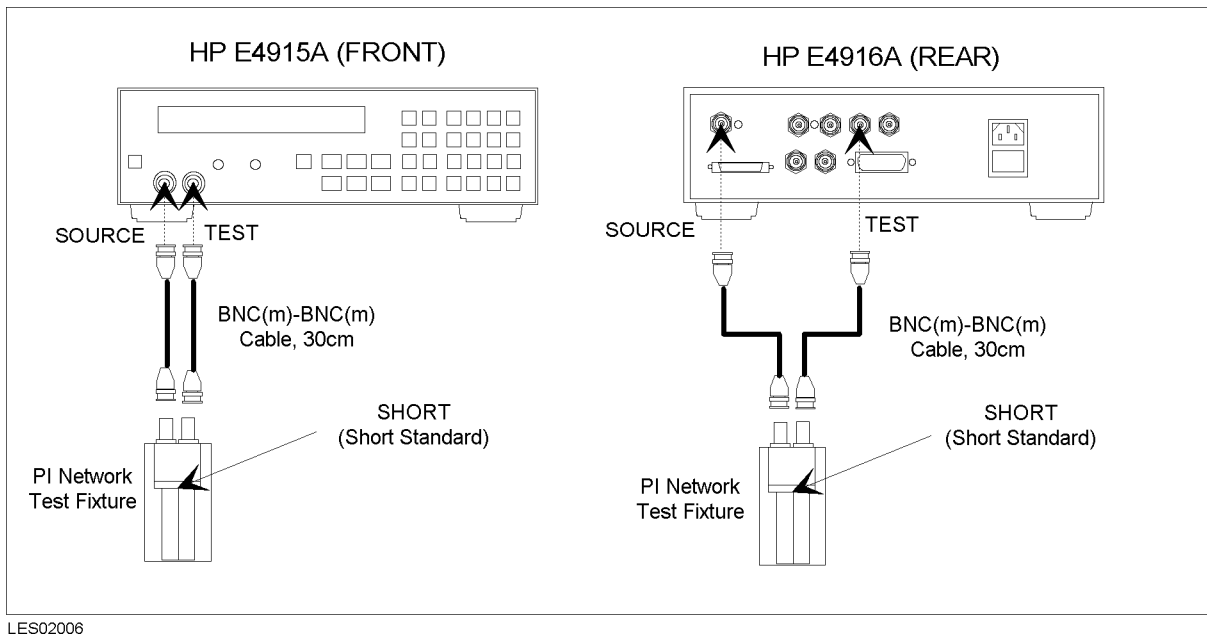 HP E4915A (FRONT)
SOURCE
TEST
BNC(m)-BNC(m)
Cable, 30cm
SHORT
(Short Standard)
PI Network
Test Fixture
HP E4916A (REAR)
SOURCE
TEST
BNC(m)-BNC(m)
Cable, 30cm
SHORT
(Short Standard)
PI Network
Test Fixture
LES02006